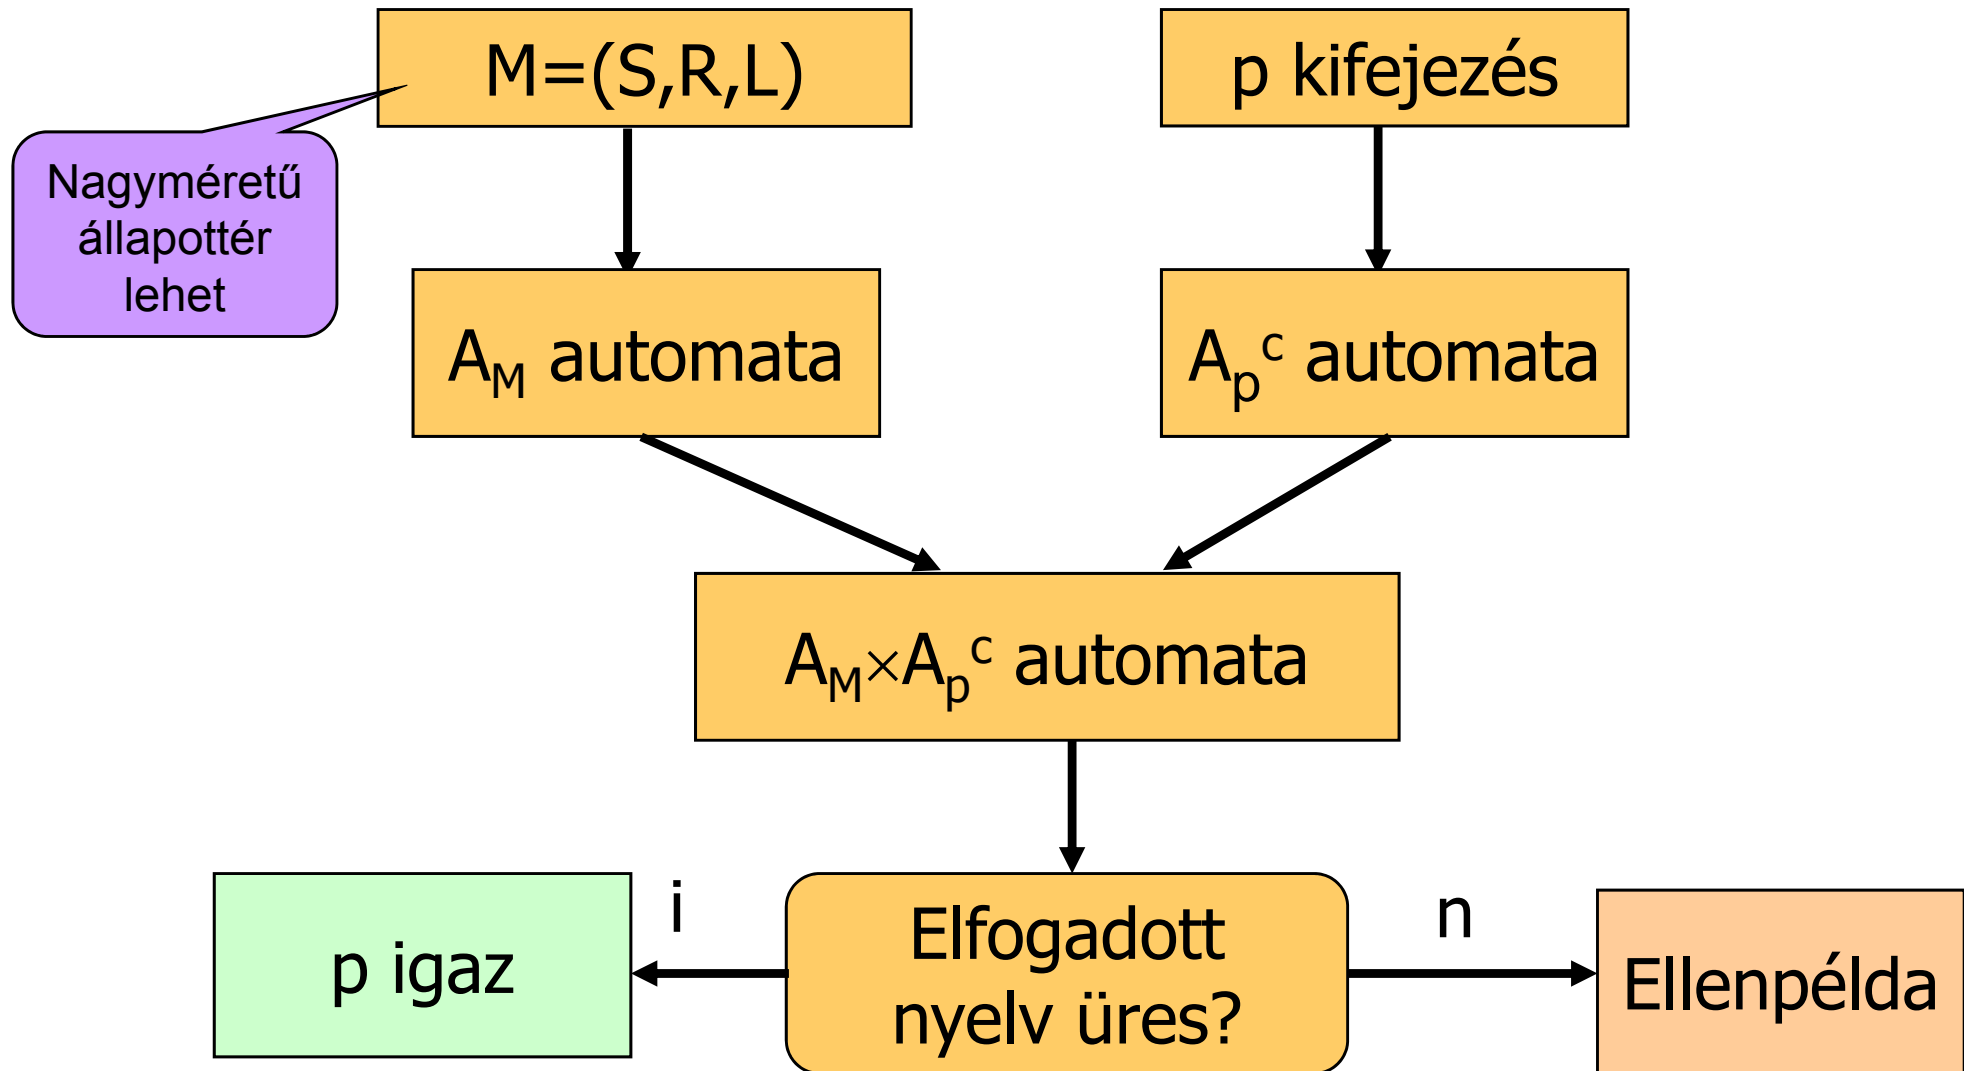 M=(S,R,L)
p kifejezés
Nagyméretű
állapottér
lehet
A_M automata
A_p^c automata
A_M×A_p^c automata
p igaz
i
Elfogadott
nyelv üres?
n
Ellenpélda